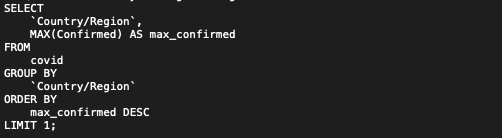 SELECT
    `Country/Region`,
    MAX(Confirmed) AS max_confirmed
FROM
    covid
GROUP BY
    `Country/Region`
ORDER BY
    max_confirmed DESC
LIMIT 1;